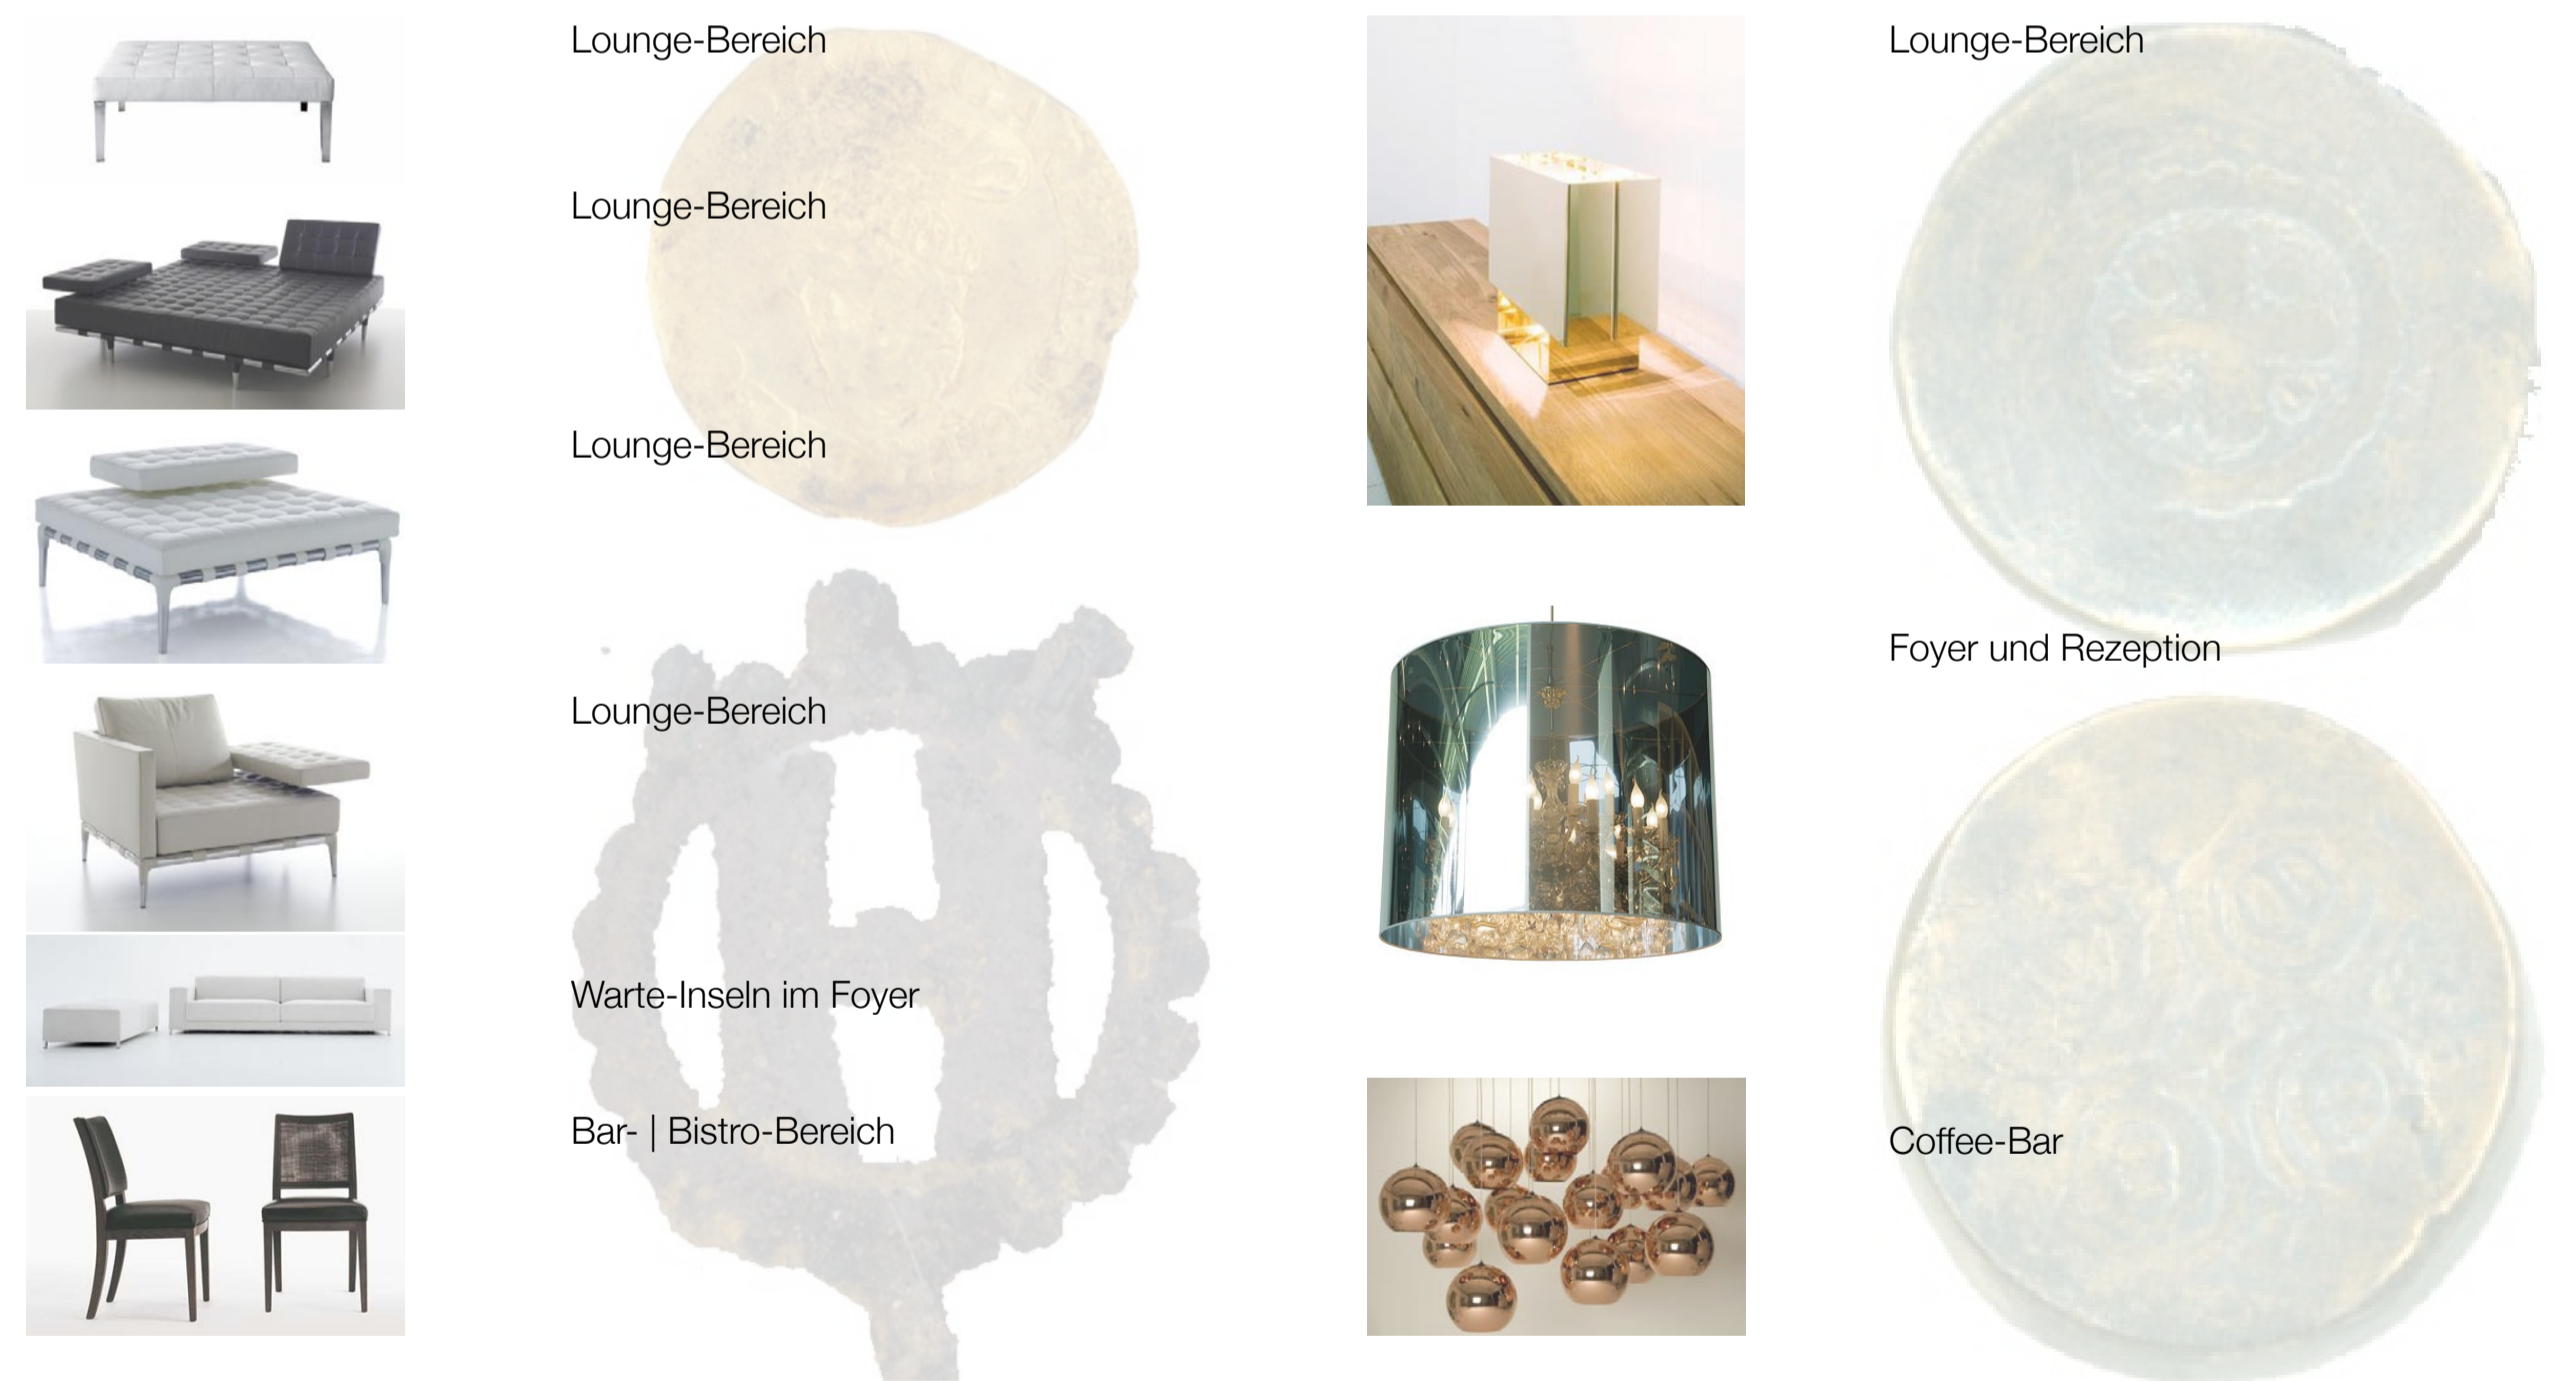 Lounge-Bereich
Lounge-Bereich
Lounge-Bereich
Lounge-Bereich
Warte-Inseln im Foyer
Bar- | Bistro-Bereich
Lounge-Bereich
Foyer und Rezeption
Coffee-Bar